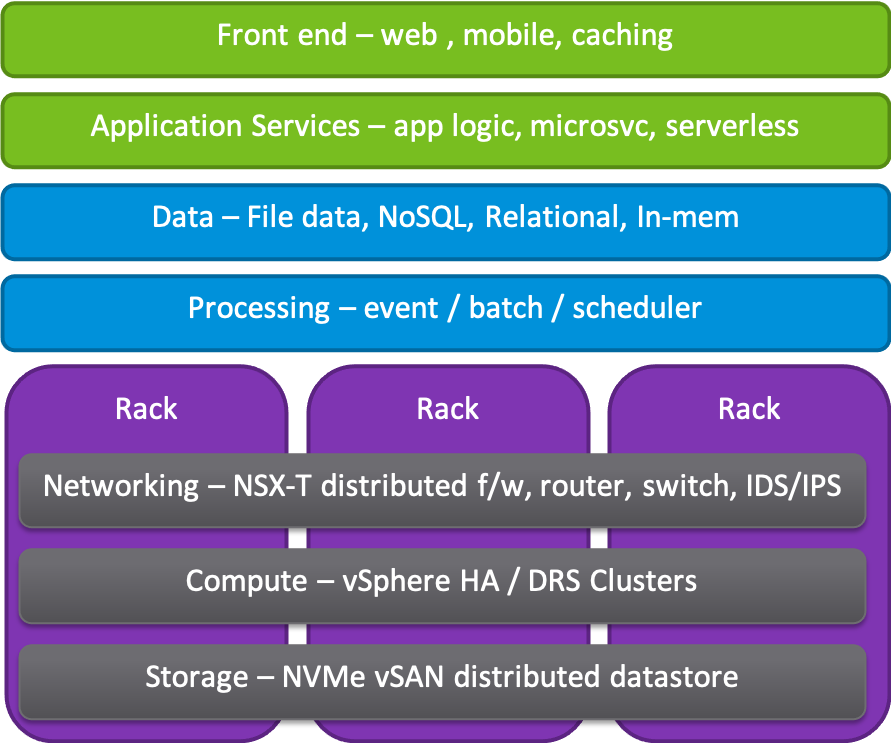 Front end – web , mobile, caching
Application Services – app logic, microsvc, serverless
Data – File data, NoSQL, Relational, In-mem
Processing – event / batch / scheduler
Rack Rack Rack
Networking – NSX-T distributed f/w, router, switch, IDS/IPS
Compute – vSphere HA / DRS Clusters
Storage – NVMe vSAN distributed datastore